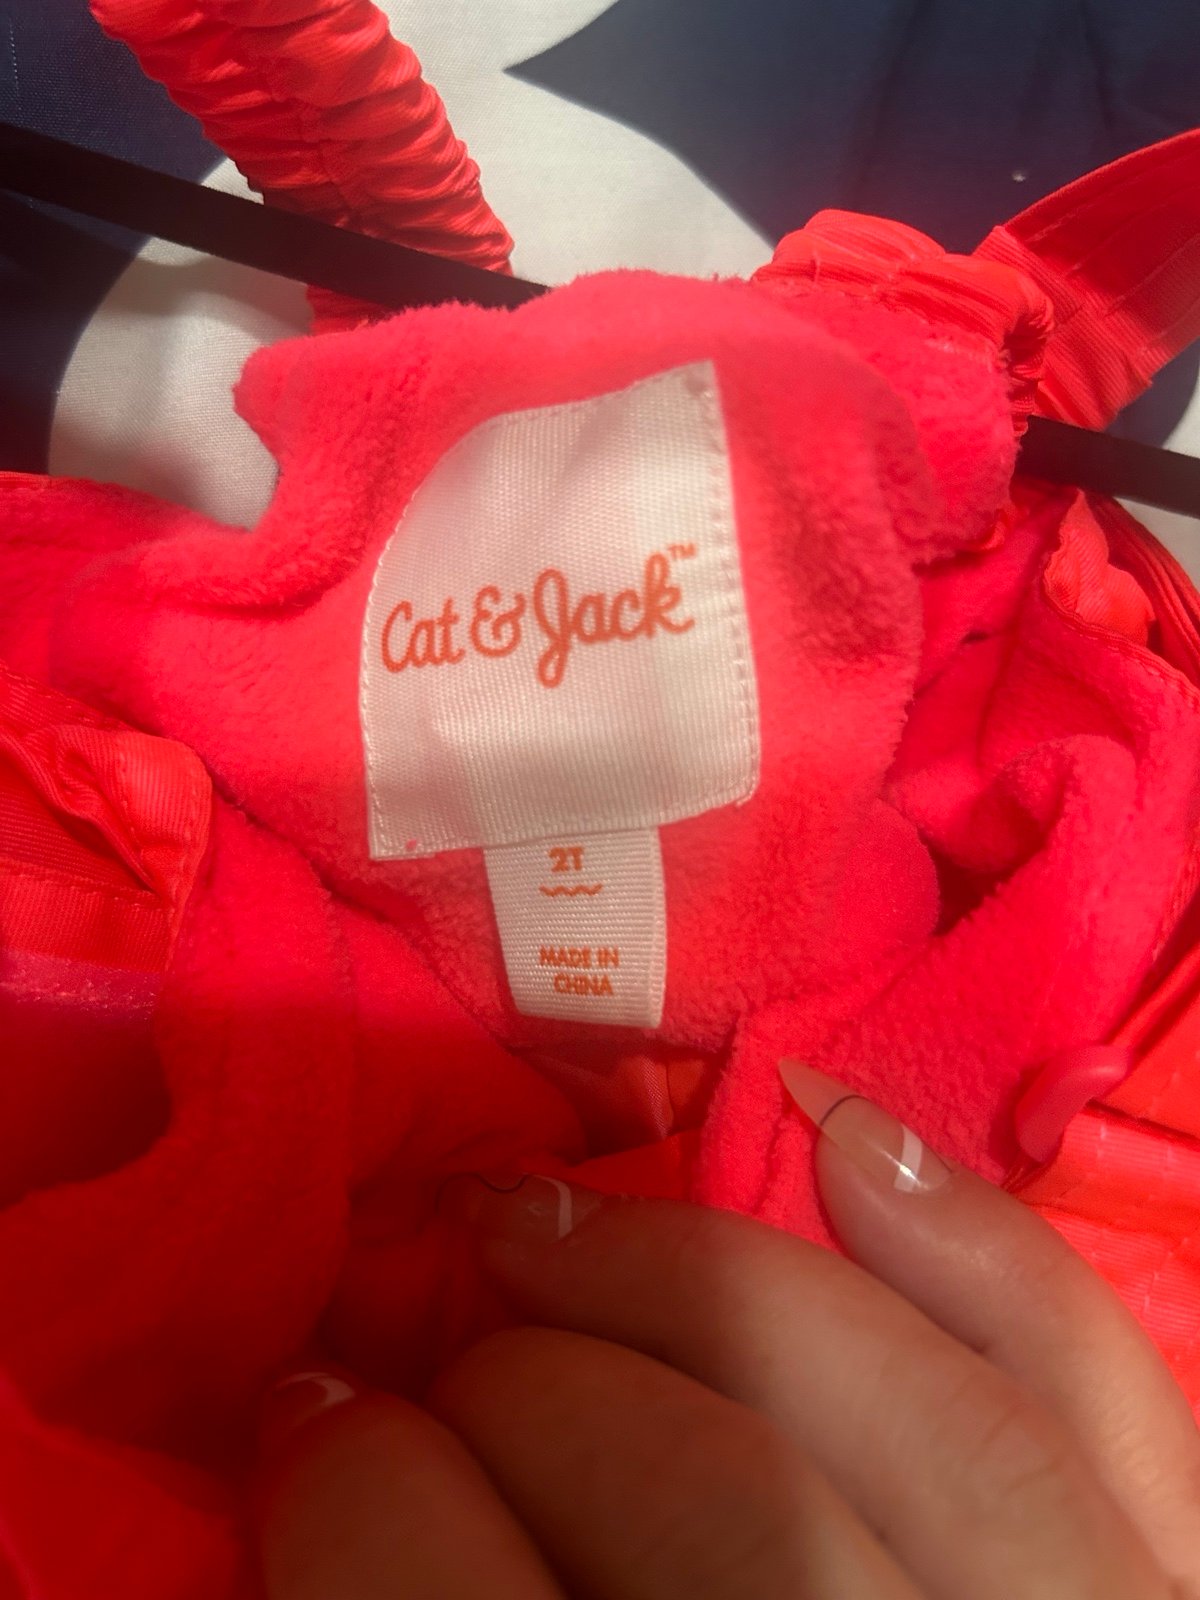 Cat & Jack™
2T
MADE IN
CHINA